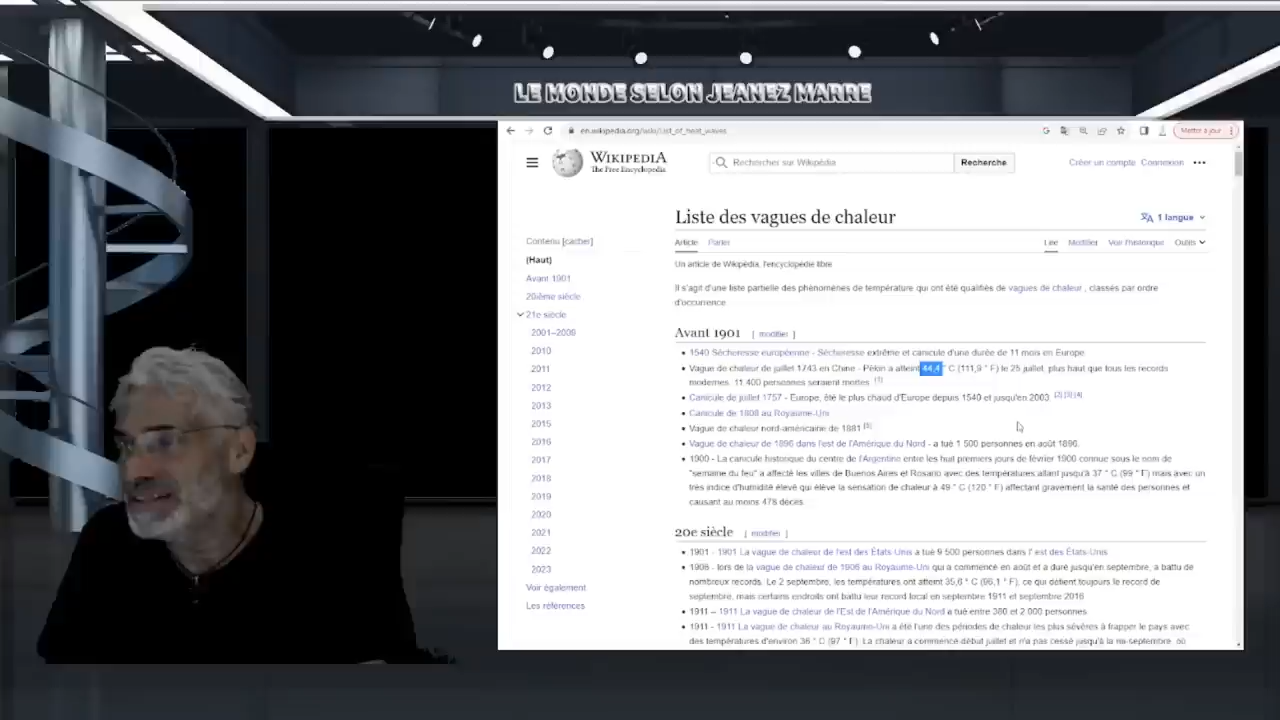 LE MONDE SELON JEANEZ MARRE
en.wikipedia.org/wiki/List_of_heat_waves
Mettre à jour
WIKIPEDIA
The Free Encyclopedia
Rechercher sur Wikipédia
Recherche
Créer un compte Connexion
Liste des vagues de chaleur
1 langue
Article Parler
Lire Modifier Voir l'historique Outils
Un article de Wikipédia, l'encyclopédie libre
Il s'agit d'une liste partielle des phénomènes de température qui ont été qualifiés de vagues de chaleur , classés par ordre
d'occurrence
Contenu [cacher]
(Haut)
Avant 1901
20ième siècle
21e siècle
2001–2006
2010
2011
2012
2013
2015
2016
2017
2018
2019
2020
2021
2022
2023
Voir également
Les références
Avant 1901 [ modifier ]
1540 Sécheresse européenne - Sécheresse extrême et canicule d'une durée de 11 mois en Europe
Vague de chaleur de juillet 1743 en Chine - Pékin a atteint 44,4 ° C (111,9 ° F) le 25 juillet, plus haut que tous les records
modernes. 11 400 personnes seraient mortes [1]
Canicule de juillet 1757 - Europe, été le plus chaud d'Europe depuis 1540 et jusqu'en 2003 [2] [3] [4]
Canicule de 1808 au Royaume-Uni
Vague de chaleur nord-américaine de 1881
Vague de chaleur de 1896 dans l'est de l'Amérique du Nord - a tué 1 500 personnes en août 1896.
1900 - La canicule historique du centre de l'Argentine entre les huit premiers jours de février 1900 connue sous le nom de
"semaine du feu" a affecté les villes de Buenos Aires et Rosario avec des températures allant jusqu'à 37 ° C (99 ° F) mais avec un
très indice d'humidité élevé qui élève la sensation de chaleur à 49 ° C (120 ° F) affectant gravement la santé des personnes et
causant au moins 478 décès.
20e siècle [ modifier ]
1901 - 1901 La vague de chaleur de l'est des États-Unis a tué 9 500 personnes dans l' est des États-Unis
1906 - lors de la vague de chaleur de 1906 au Royaume-Uni qui a commencé en août et a duré jusqu'en septembre, a battu de
nombreux records. Le 2 septembre, les températures ont atteint 35,6 ° C (96,1 ° F), ce qui détient toujours le record de
septembre, mais certains endroits ont battu leur record local en septembre 1911 et septembre 2016
1911 – 1911 La vague de chaleur de l'Est de l'Amérique du Nord a tué entre 380 et 2 000 personnes
1911 - 1911 La vague de chaleur au Royaume-Uni a été l'une des périodes de chaleur les plus sévères à frapper le pays avec
des températures d'environ 36 ° C (97 ° F). La chaleur a commencé début juillet et n'a pas cessé jusqu'à la mi-septembre, où